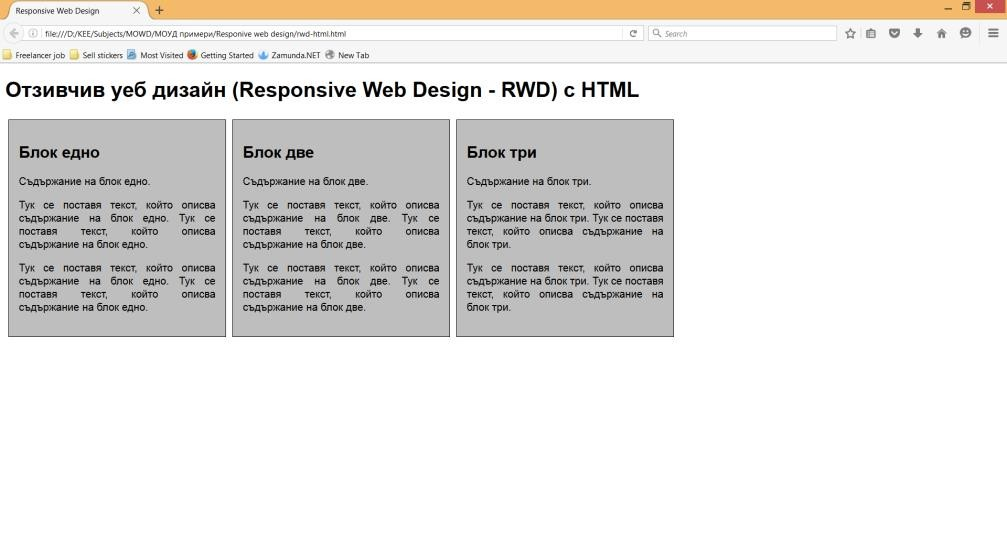 Responsive Web Design
file:///D:/KEE/Subjects/MOWD/МОУД примери/Responive web design/rwd-html.html
Search
Freelancer job Sell stickers Most Visited Getting Started Zamunda.NET New Tab
Отзивчив уеб дизайн (Responsive Web Design - RWD) с HTML
Блок едно
Съдържание на блок едно.
Тук се поставя текст, който описва
съдържание на блок едно. Тук се
поставя текст, който описва
съдържание на блок едно.
Тук се поставя текст, който описва
съдържание на блок едно. Тук се
поставя текст, който описва
съдържание на блок едно.
Блок две
Съдържание на блок две.
Тук се поставя текст, който описва
съдържание на блок две. Тук се
поставя текст, който описва
съдържание на блок две.
Тук се поставя текст, който описва
съдържание на блок две. Тук се
поставя текст, който описва
съдържание на блок две.
Блок три
Съдържание на блок три.
Тук се поставя текст, който описва
съдържание на блок три. Тук се поставя
текст, който описва съдържание на
блок три.
Тук се поставя текст, който описва
съдържание на блок три. Тук се поставя
текст, който описва съдържание на
блок три.